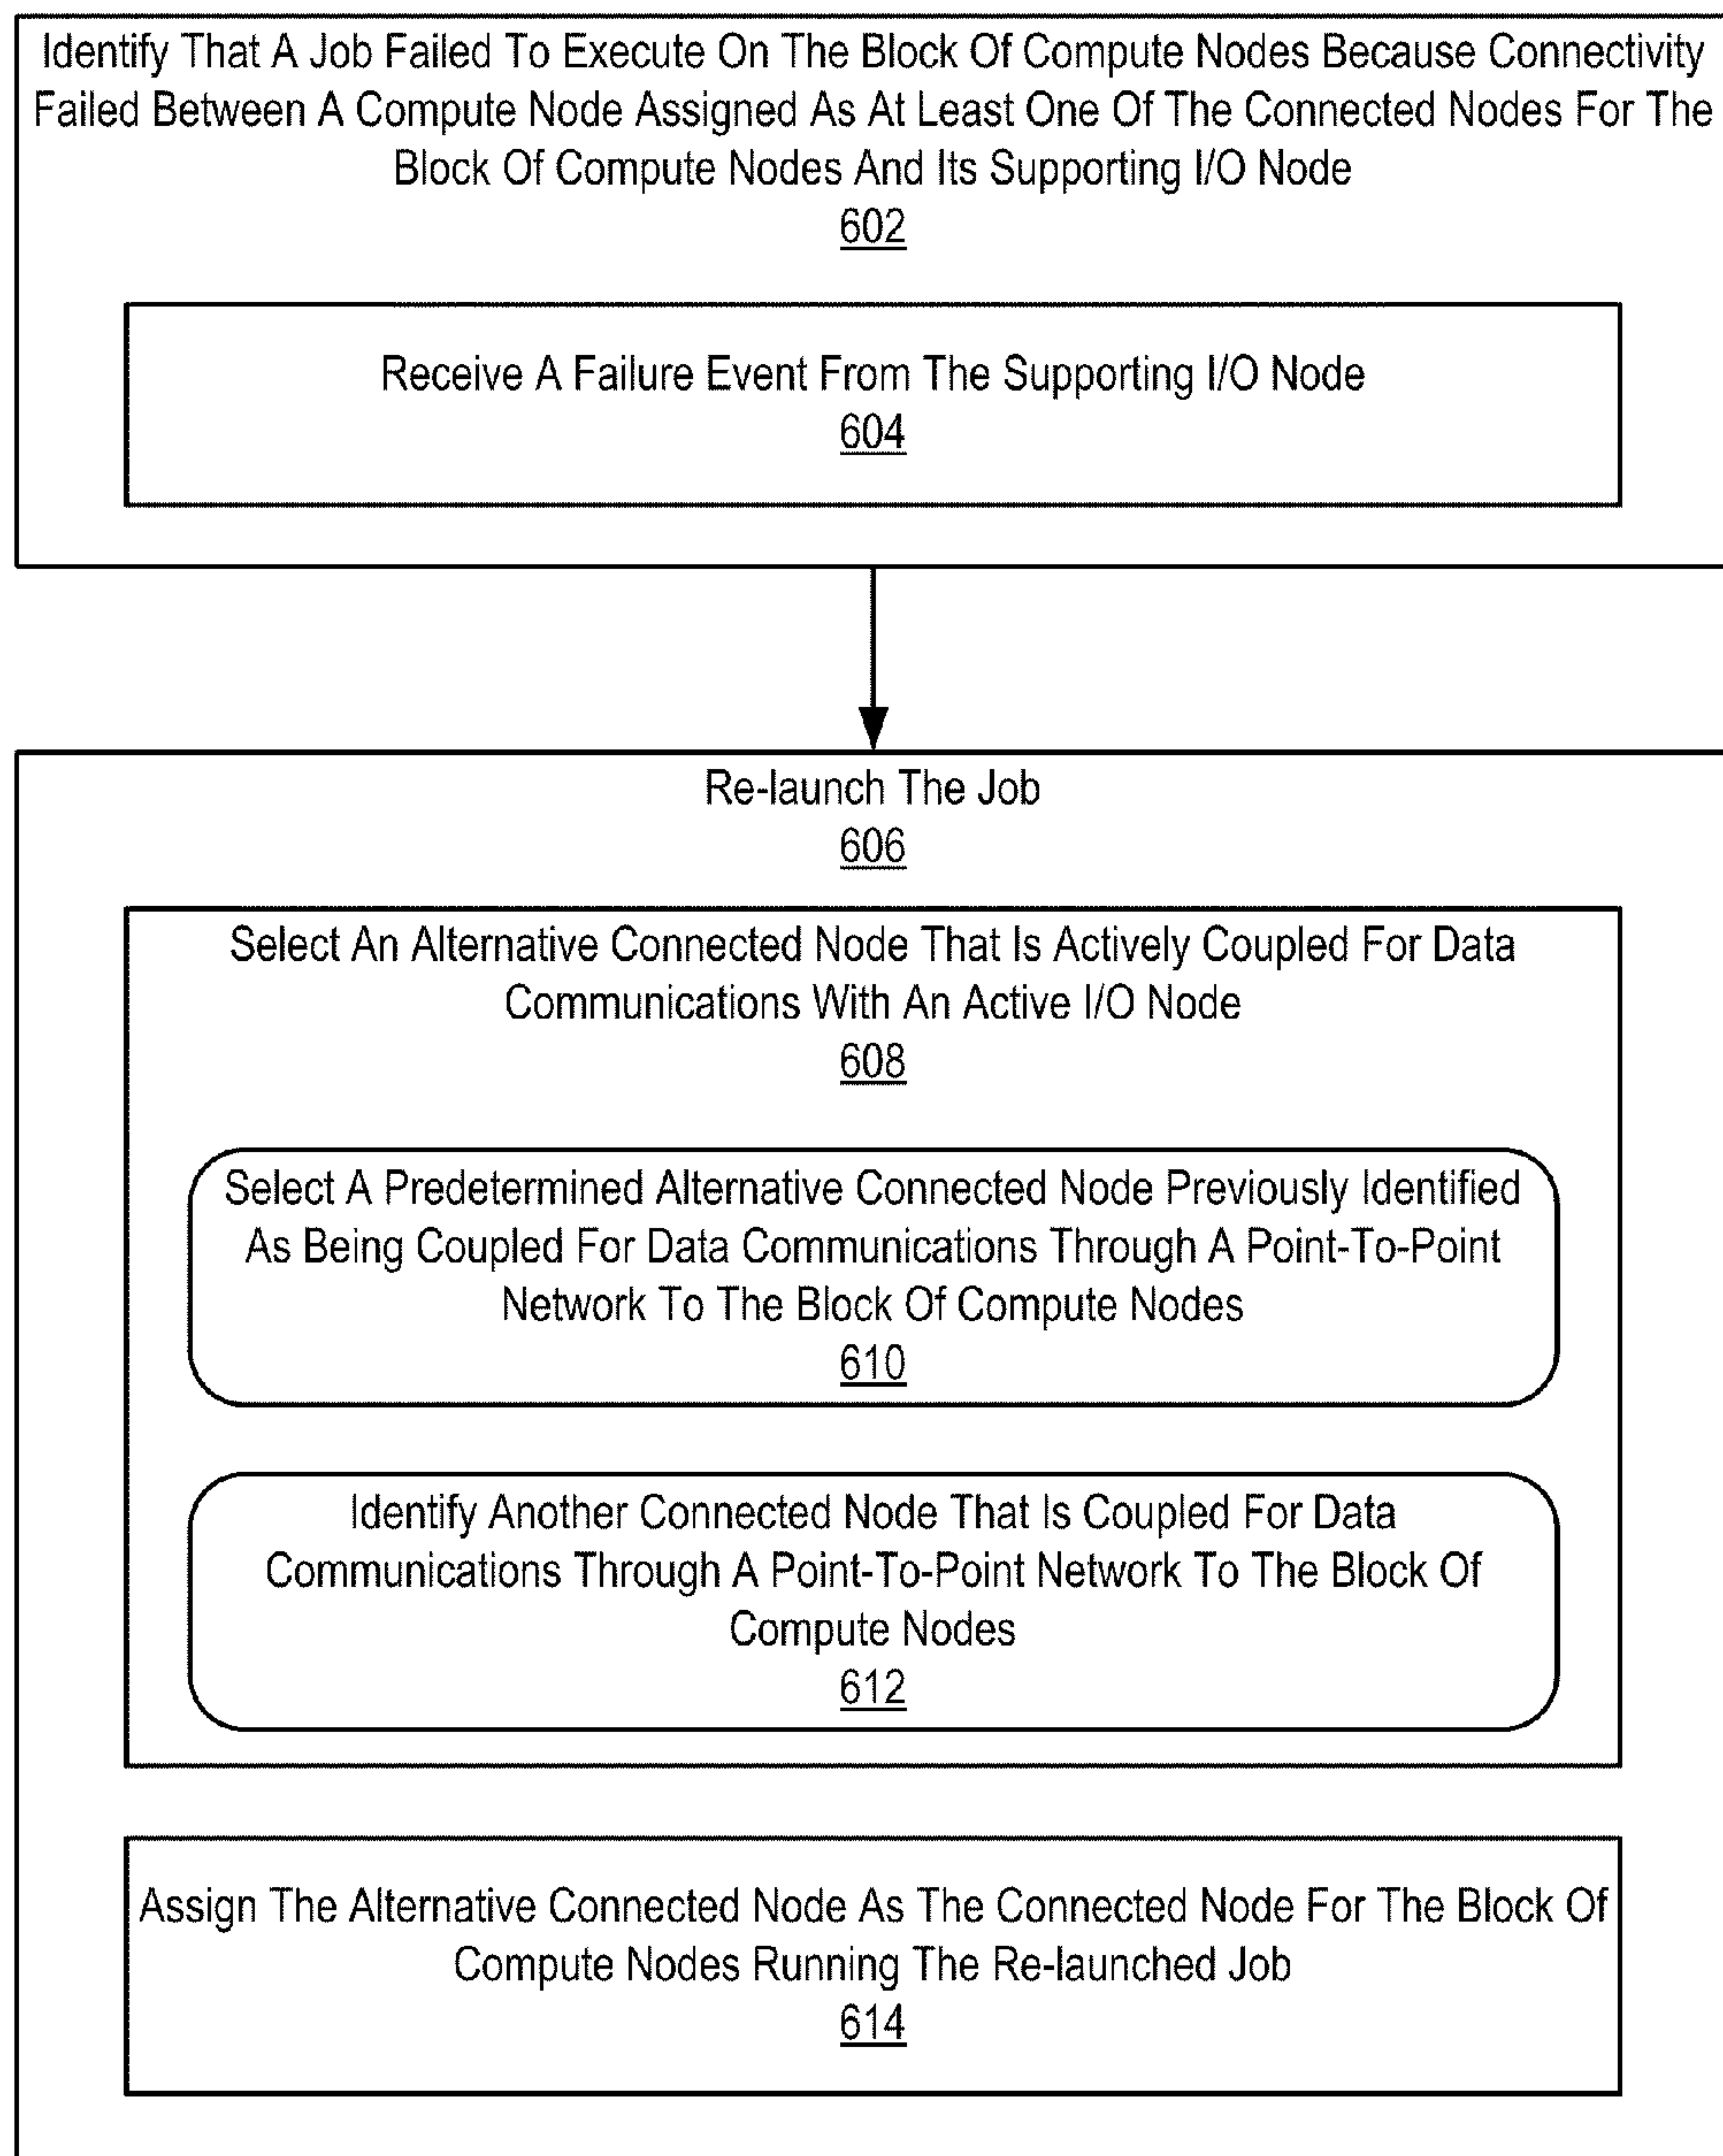 Identify That A Job Failed To Execute On The Block Of Compute Nodes Because Connectivity
Failed Between A Compute Node Assigned As At Least One Of The Connected Nodes For The
Block Of Compute Nodes And Its Supporting I/O Node
602
Receive A Failure Event From The Supporting I/O Node
604
Re-launch The Job
606
Select An Alternative Connected Node That Is Actively Coupled For Data
Communications With An Active I/O Node
608
Select A Predetermined Alternative Connected Node Previously Identified
As Being Coupled For Data Communications Through A Point-To-Point
Network To The Block Of Compute Nodes
610
Identify Another Connected Node That Is Coupled For Data
Communications Through A Point-To-Point Network To The Block Of
Compute Nodes
612
Assign The Alternative Connected Node As The Connected Node For The Block Of
Compute Nodes Running The Re-launched Job
614